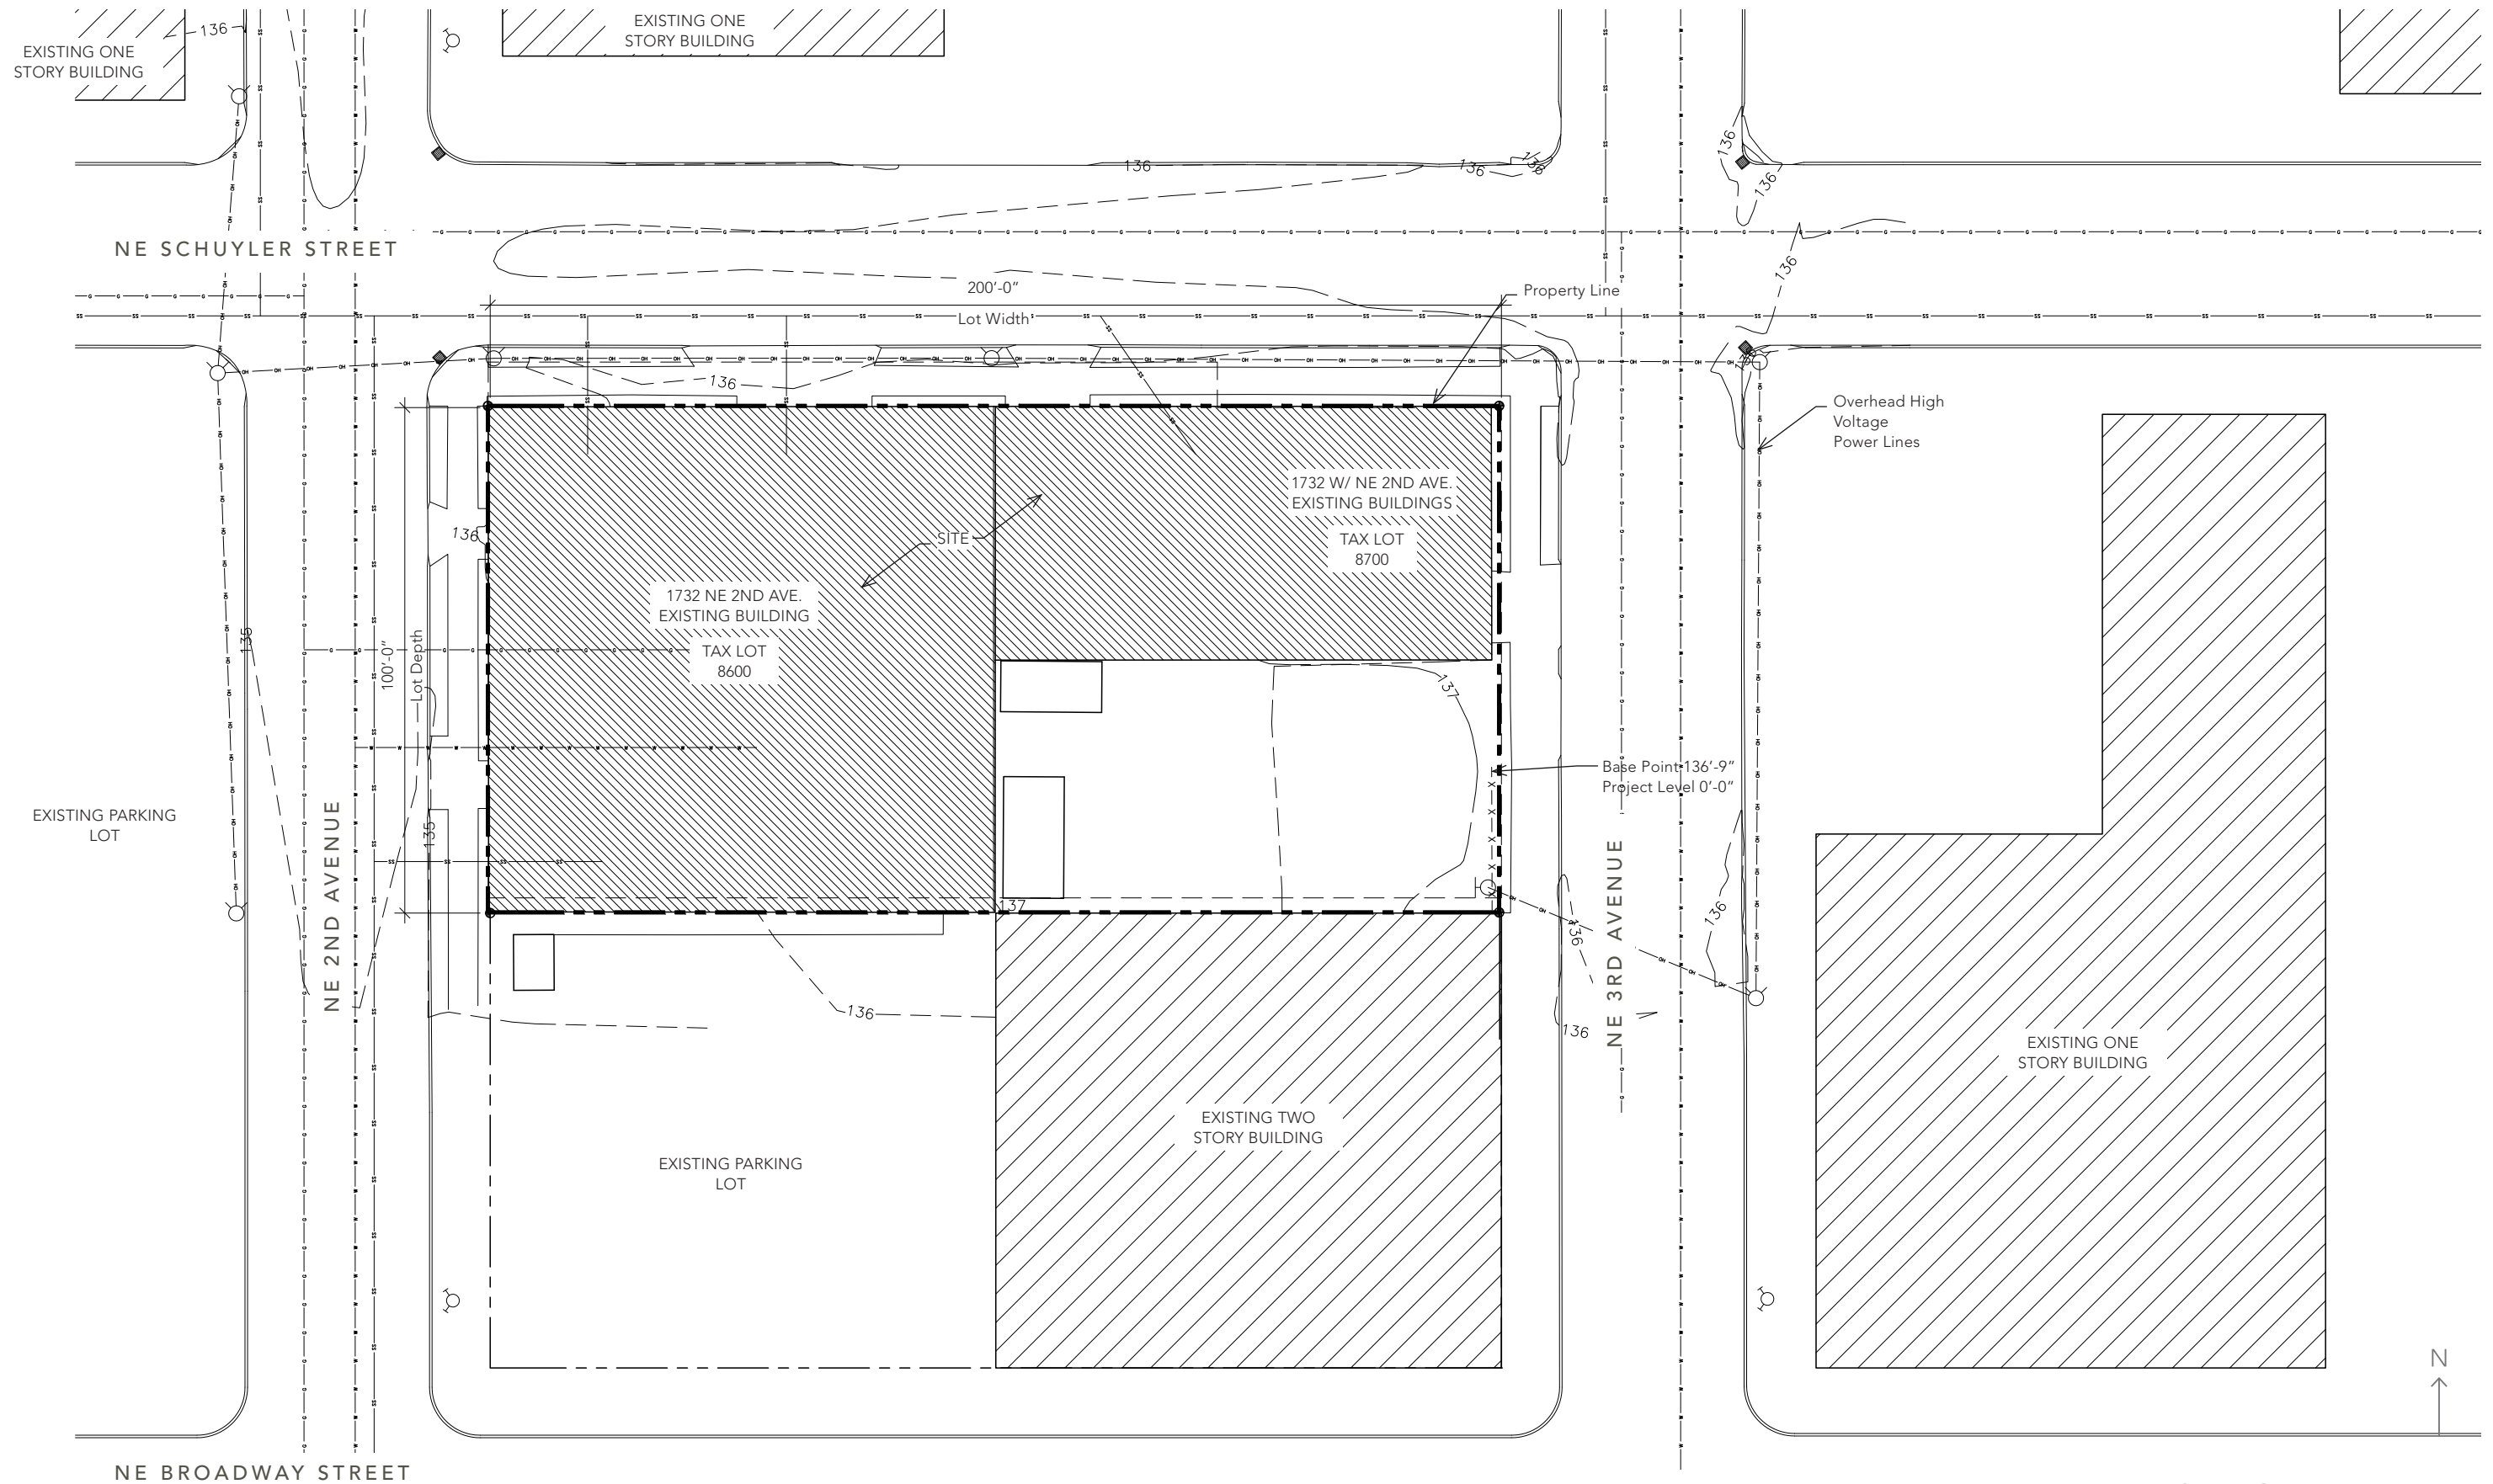 EXISTING ONE
STORY BUILDING
136
EXISTING ONE
STORY BUILDING
136
136
136
136
136
136
NE SCHUYLER STREET
136
200'-0"
Property Line
Lot Width
136
136
Overhead High
Voltage
Power Lines
1732 W/ NE 2ND AVE.
EXISTING BUILDINGS
TAX LOT
8700
136
SITE
1732 NE 2ND AVE.
EXISTING BUILDING
TAX LOT
8600
135
100'-0"
Lot Depth
137
Base Point 136'-9"
Project Level 0'-0"
EXISTING PARKING
LOT
NE 2ND AVENUE
135
NE 3RD AVENUE
137
136
136
136
136
EXISTING ONE
STORY BUILDING
EXISTING TWO
STORY BUILDING
EXISTING PARKING
LOT
N
NE BROADWAY STREET